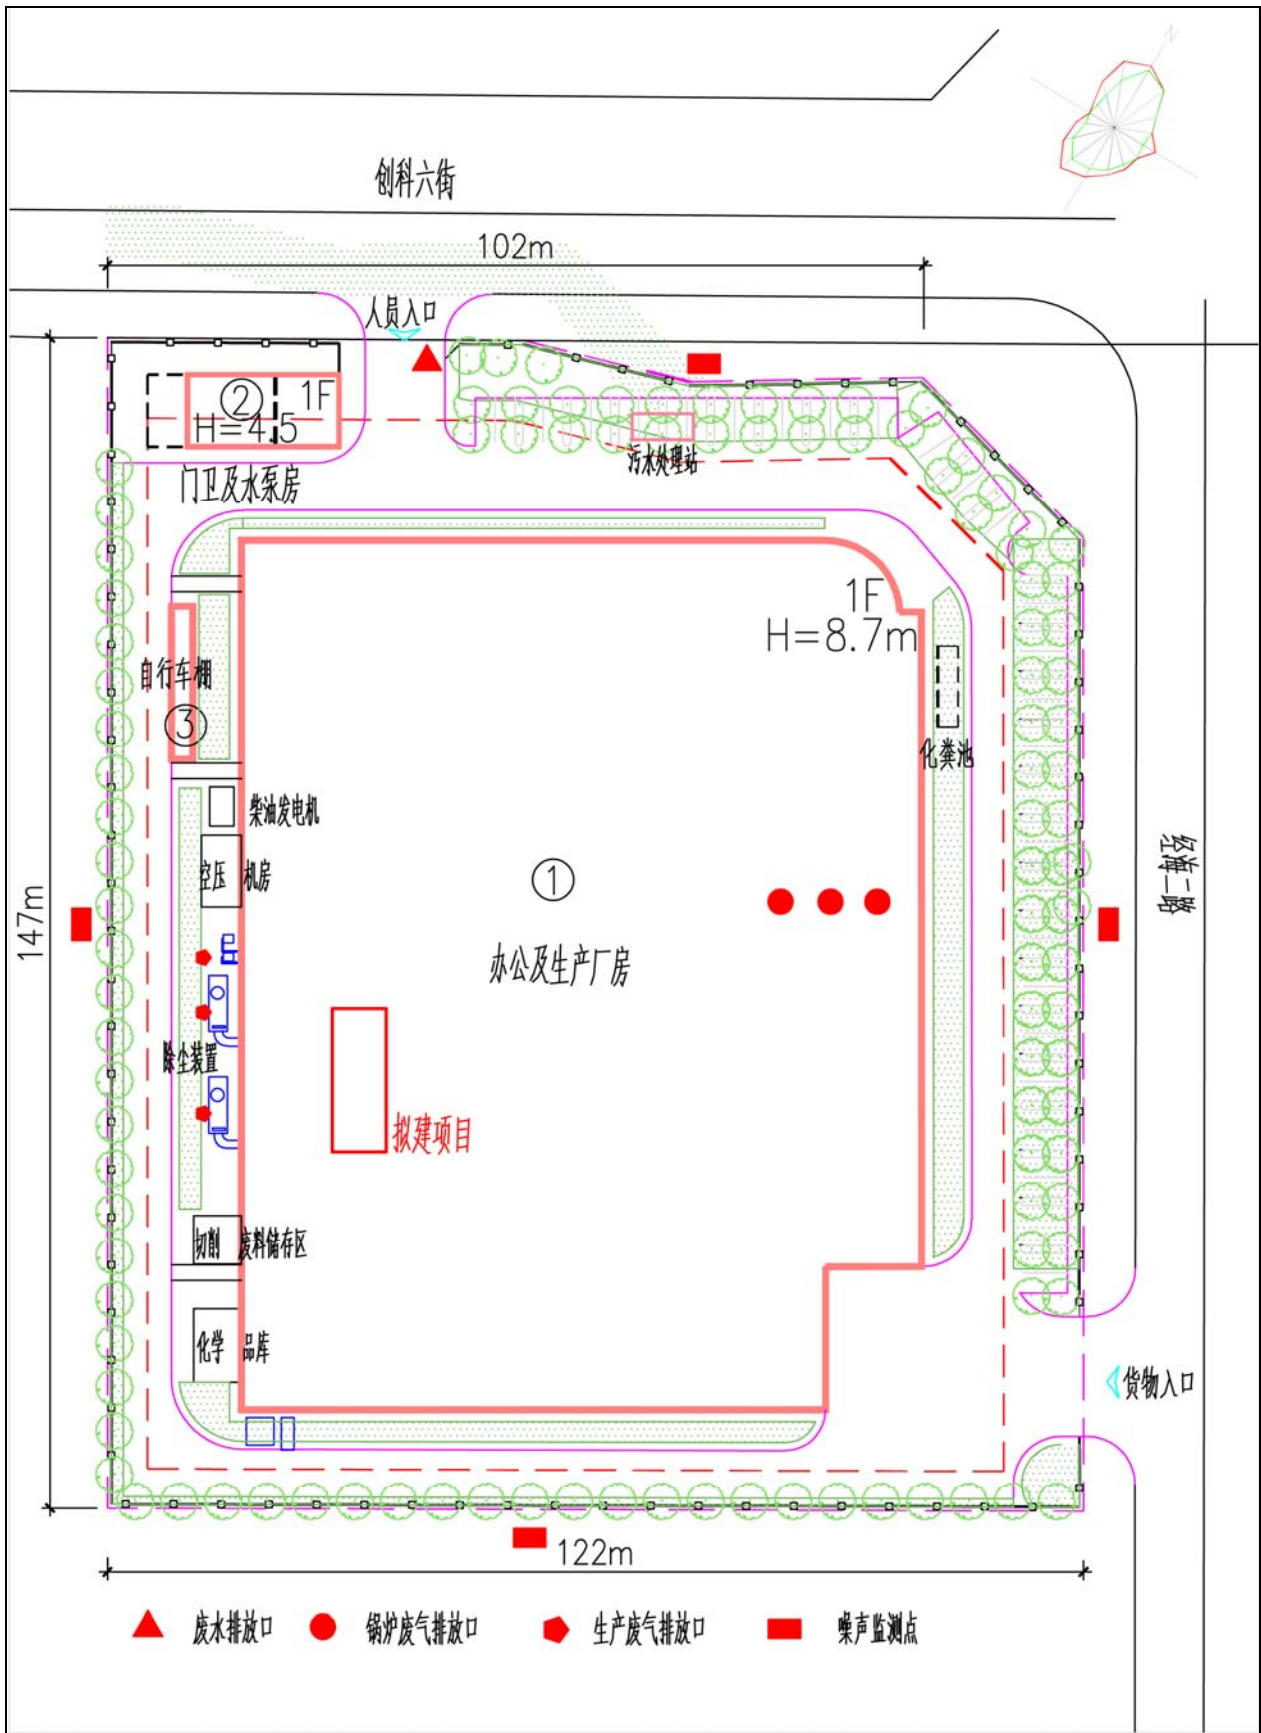 N
创科六街
102m
人员入口
② 1F
H=4.5
门卫及水泵房
污水处理站
1F
H=8.7m
自行车棚
③
化粪池
柴油发电机
空压机房
①
办公及生产厂房
经海二路
147m
除尘装置
拟建项目
切削废料储存区
化学品库
货物入口
122m
废水排放口 锅炉废气排放口 生产废气排放口 噪声监测点